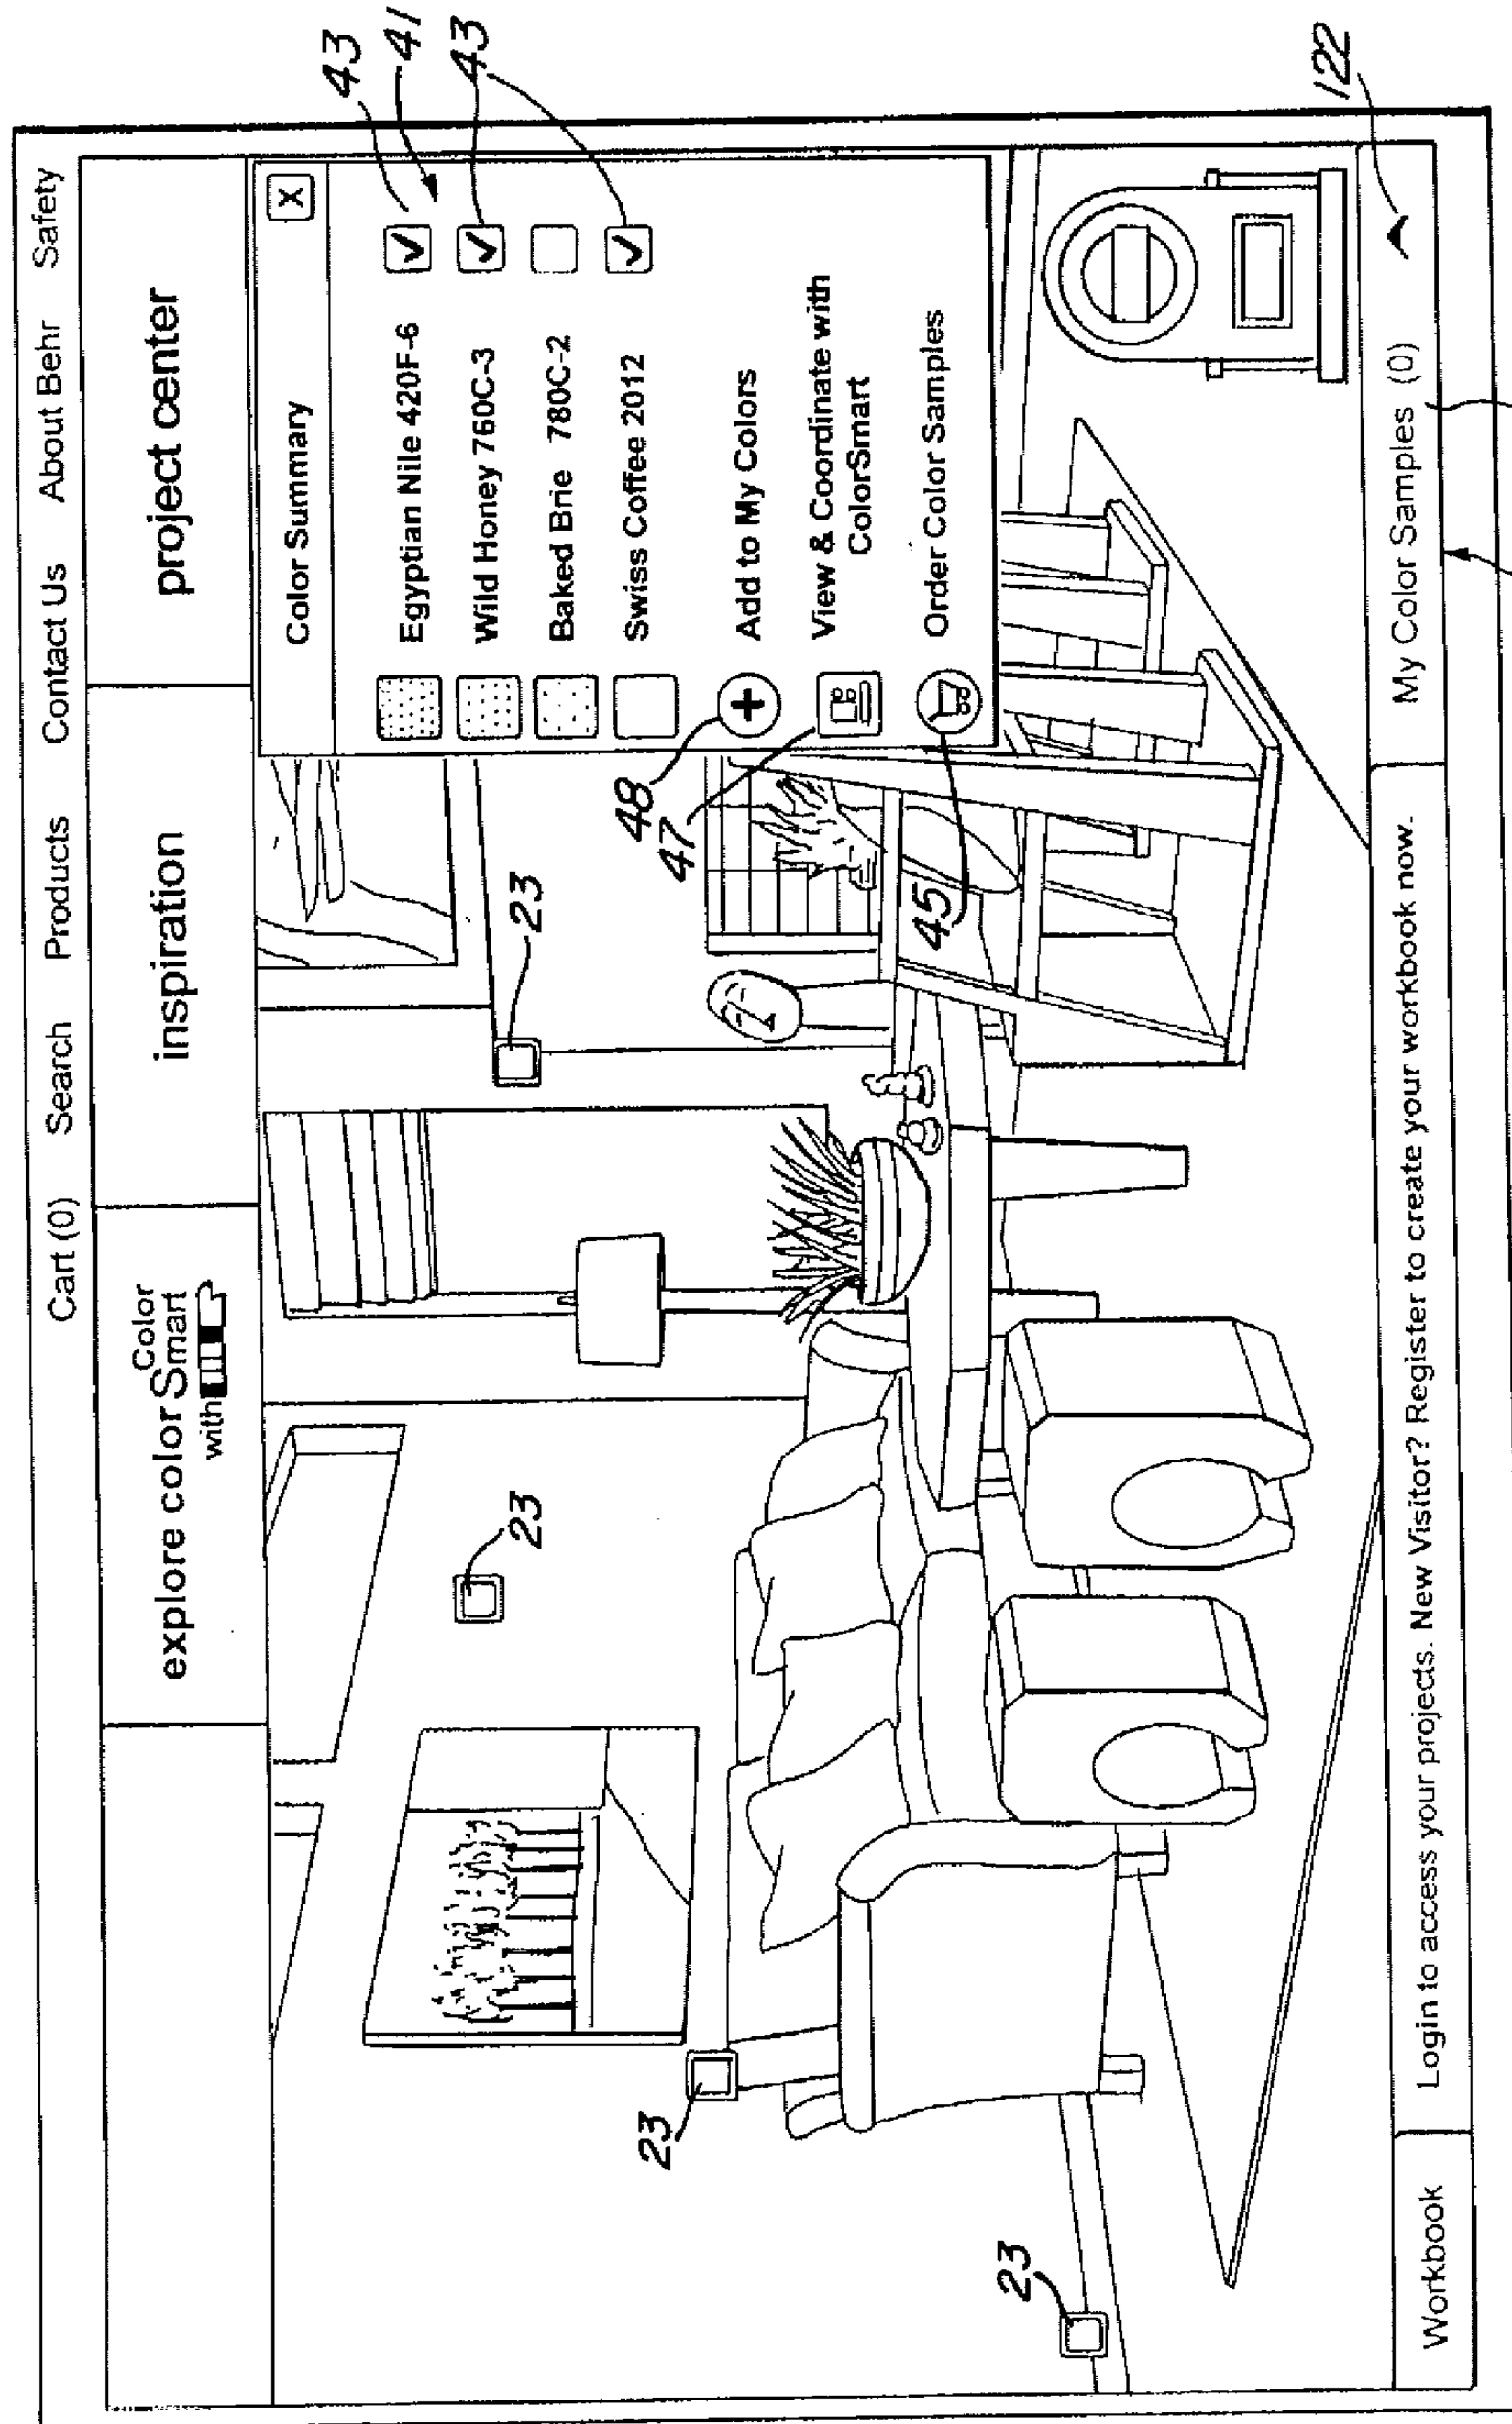 Cart (0) Search Products Contact Us About Behr Safety
explore color Color Smart
with
inspiration
project center
Color Summary X
Egyptian Nile 420F-6
Wild Honey 760C-3
Baked Brie 780C-2
Swiss Coffee 2012
Add to My Colors
View & Coordinate with
ColorSmart
Order Color Samples
43
41
43
48
47
45
23
23
23
23
122
Workbook
Login to access your projects. New Visitor? Register to create your workbook now.
My Color Samples (0)